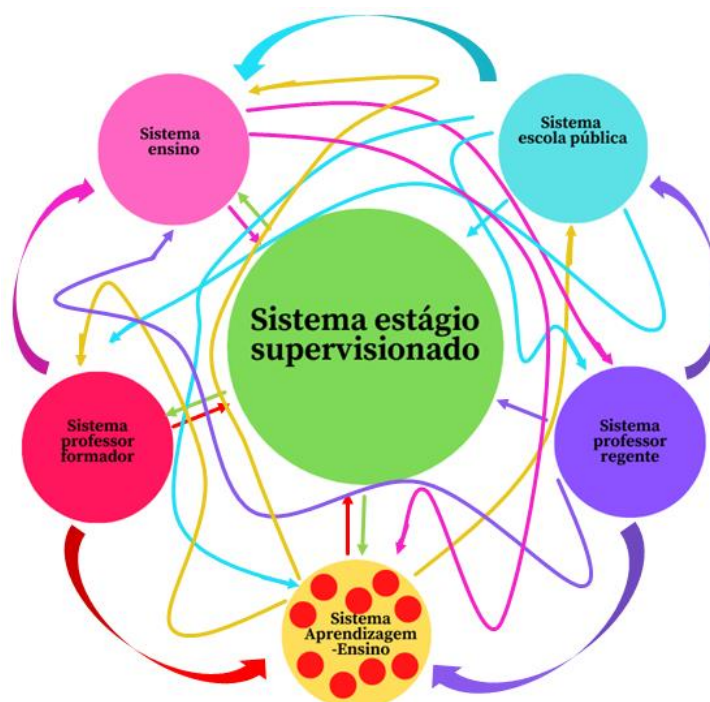 Sistema
ensino
Sistema
escola pública
Sistema estágio
supervisionado
Sistema
professor
formador
Sistema
professor
regente
Sistema
Aprendizagem
-Ensino